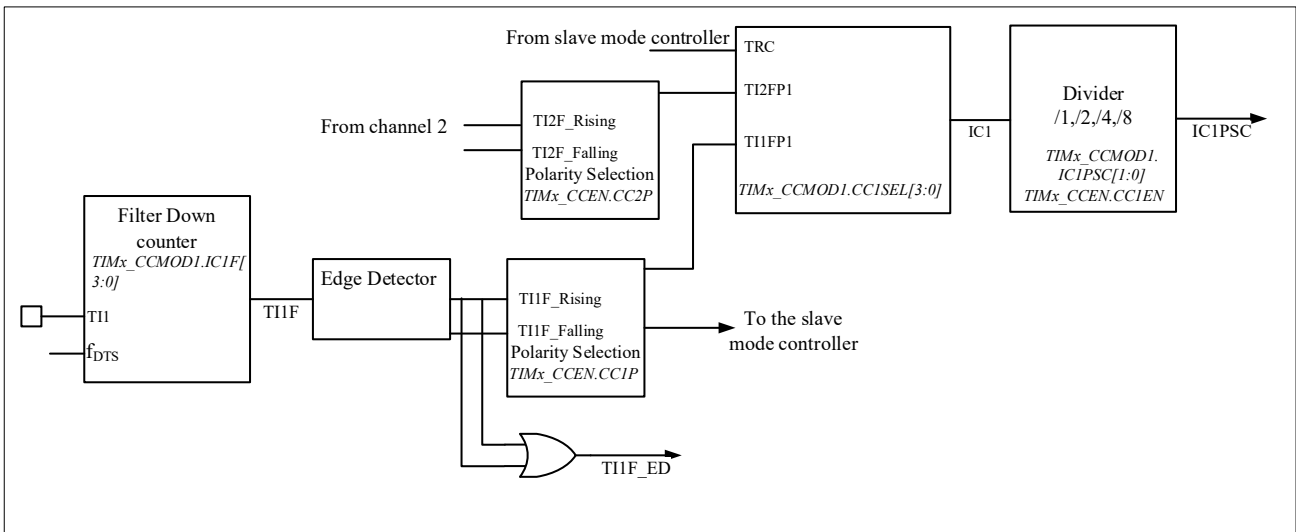 From slave mode controller
TRC
TI2FP1
TI1FP1
TIMx_CCMOD1.CC1SEL[3:0]
From channel 2
TI2F_Rising
TI2F_Falling
Polarity Selection
TIMx_CCEN.CC2P
IC1
Divider
/1,/2,/4,/8
TIMx_CCMOD1.
IC1PSC[1:0]
TIMx_CCEN.CC1EN
IC1PSC
Filter Down
counter
TIMx_CCMOD1.IC1F[
3:0]
TI1
fDTS
TI1F
Edge Detector
TI1F_Rising
TI1F_Falling
Polarity Selection
TIMx_CCEN.CC1P
To the slave
mode controller
TI1F_ED